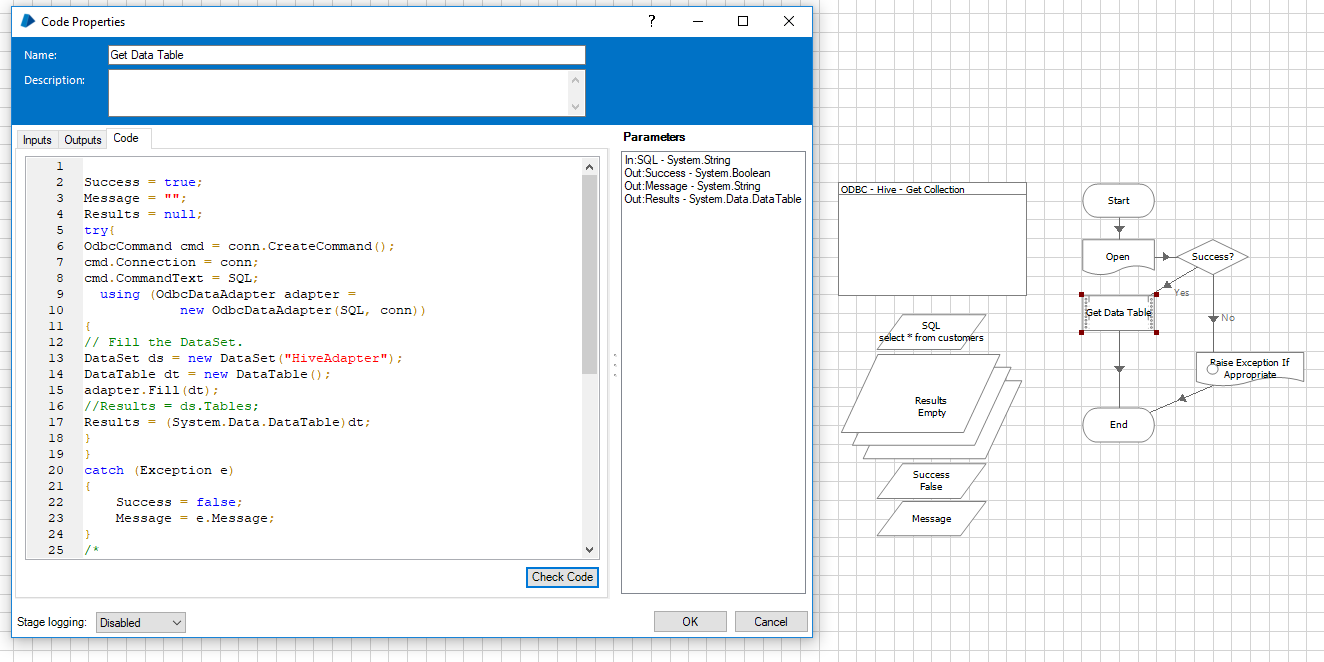 Code Properties
?
Name:
Get Data Table
Description:
Inputs
Outputs
Code
1
2 Success = true;
3 Message = "";
4 Results = null;
5 try{
6 OdbcCommand cmd = conn.CreateCommand();
7 cmd.Connection = conn;
8 cmd.CommandText = SQL;
9 using (OdbcDataAdapter adapter =
10 new OdbcDataAdapter(SQL, conn))
11 {
12 // Fill the DataSet.
13 DataSet ds = new DataSet("HiveAdapter");
14 DataTable dt = new DataTable();
15 adapter.Fill(dt);
16 //Results = ds.Tables;
17 Results = (System.Data.DataTable)dt;
18 }
19 }
20 catch (Exception e)
21 {
22 Success = false;
23 Message = e.Message;
24 }
25 /*
Check Code
Parameters
In:SQL - System.String
Out:Success - System.Boolean
Out:Message - System.String
Out:Results - System.Data.DataTable
Stage logging:
Disabled
OK
Cancel
ODBC - Hive - Get Collection
SQL
select * from customers
Results
Empty
Success
False
Message
Start
Open
Success?
Yes
Get Data Table
No
Raise Exception If
Appropriate
End